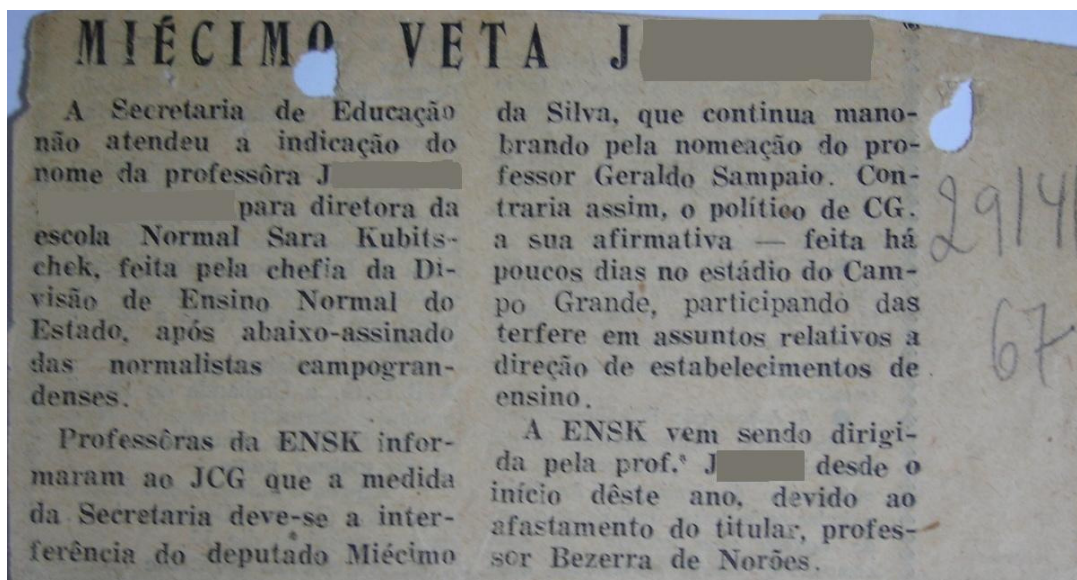 MIÉCIMO VETA J
A Secretaria de Educação
não atendeu a indicação do
nome da professôra J
para diretora da
escola Normal Sara Kubits-
chek, feita pela chefia da Di-
visão de Ensino Normal do
Estado, após abaixo-assinado
das normalistas campogran-
denses.
Professôras da ENSK infor-
maram ao JCG que a medida
da Secretaria deve-se a inter-
ferência do deputado Miécimo
da Silva, que continua mano-
brando pela nomeação do pro-
fessor Geraldo Sampaio. Con-
traria assim, o político de CG.
a sua afirmativa — feita há
poucos dias no estádio do Cam-
po Grande, participando das
terfere em assuntos relativos a
direção de estabelecimentos de
ensino.
A ENSK vem sendo dirigi-
da pela prof.ª J desde o
início dêste ano, devido ao
afastamento do titular, profes-
sor Bezerra de Norões.
29/4/
67